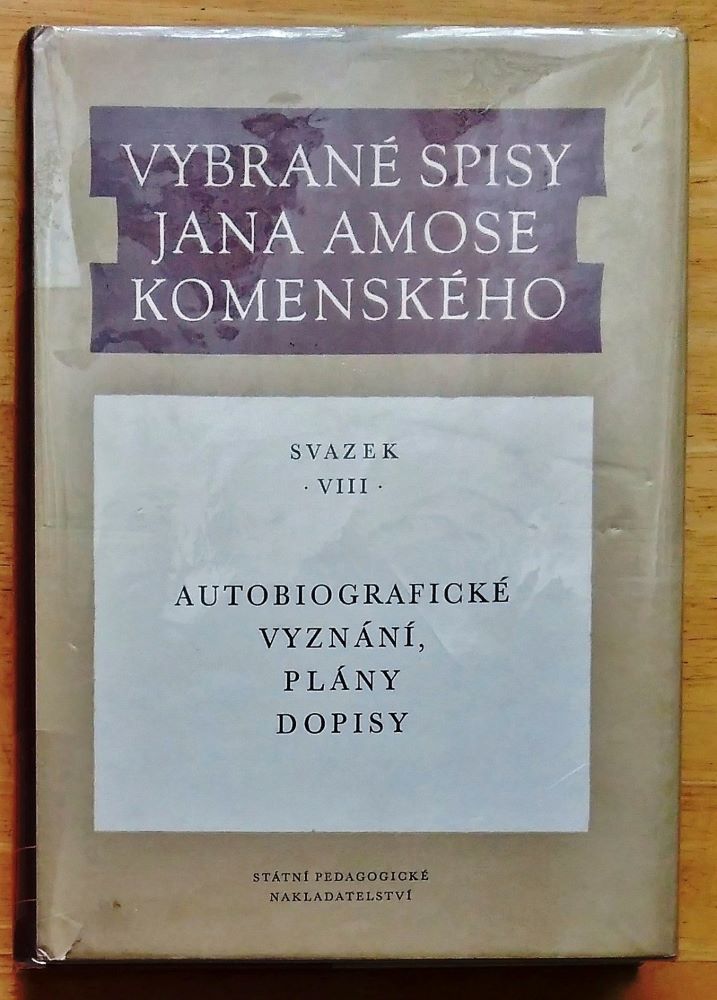 VYBRANÉ SPISY
JANA AMOSE
KOMENSKÉHO
SVAZEK
· VIII ·
AUTOBIOGRAFICKÉ
VYZNÁNÍ,
PLÁNY
DOPISY
STÁTNÍ PEDAGOGICKÉ
NAKLADATELSTVÍ